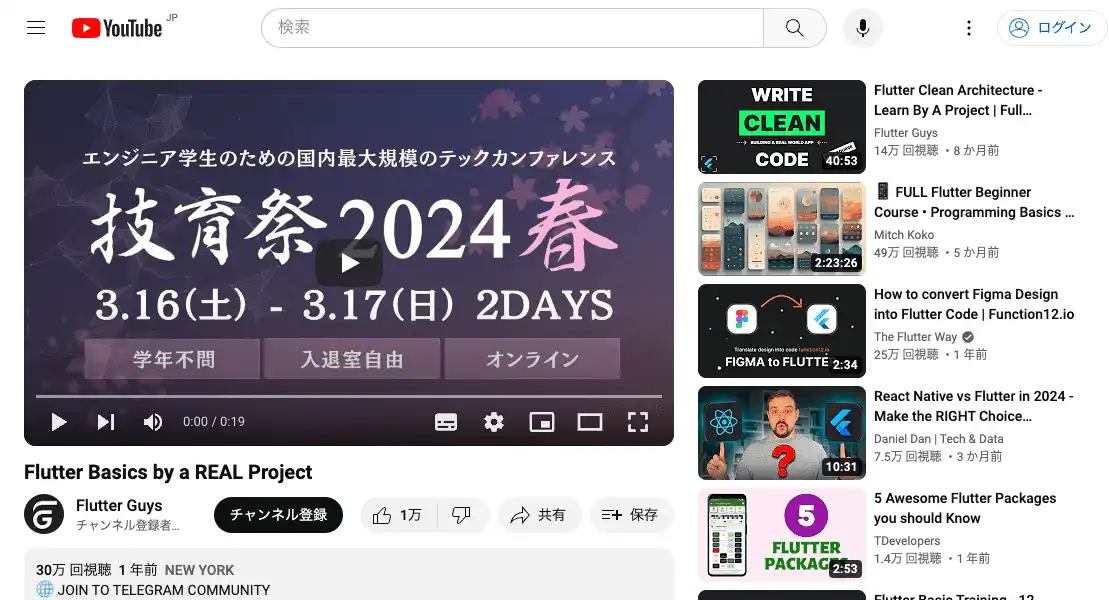 YouTube JP
検索
ログイン
エンジニア学生のための国内最大規模のテックカンファレンス
技育祭2024春
3.16(土) - 3.17(日) 2DAYS
学年不問 入退室自由 オンライン
0:00 / 0:19
Flutter Basics by a REAL Project
Flutter Guys
チャンネル登録者...
チャンネル登録
1万
共有
保存
30万 回視聴 1 年前 NEW YORK
JOIN TO TELEGRAM COMMUNITY
WRITE
CLEAN
BUILDING A REAL WORLD APP
CODE
40:53
Flutter Clean Architecture -
Learn By A Project | Full...
Flutter Guys
14万 回視聴 ・8 か月前
2:23:26
FULL Flutter Beginner
Course • Programming Basics ...
Mitch Koko
49万 回視聴 ・5 か月前
Translate design into code function12.io
FIGMA to FLUTTE
2:34
How to convert Figma Design
into Flutter Code | Function12.io
The Flutter Way
25万 回視聴 ・1 年前
10:31
React Native vs Flutter in 2024 -
Make the RIGHT Choice...
Daniel Dan | Tech & Data
7.5万 回視聴 ・3 か月前
5
FLUTTER
PACKAGES
2:53
5 Awesome Flutter Packages
you should Know
TDevelopers
1.4万 回視聴 ・1 年前
Flutter Basic Training - 12